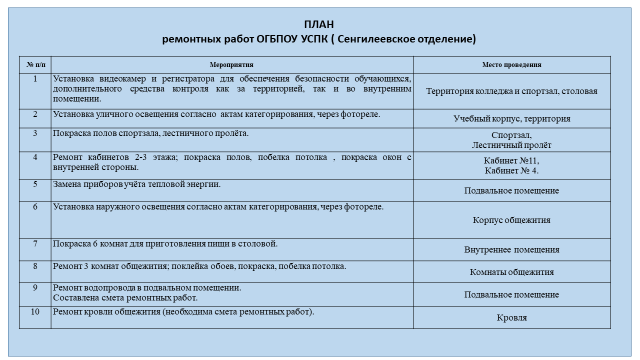 ПЛАН
ремонтных работ ОГБПОУ УСПК ( Сенгилеевское отделение)
№ п/п Мероприятия Место проведения
1 Установка видеокамер и регистратора для обеспечения безопасности обучающихся,
дополнительного средства контроля как за территорией, так и во внутренним
помещении.
Территория колледжа и спортзал, столовая
2 Установка уличного освещения согласно актам категорирования, через фотореле.
Учебный корпус, территория
3 Покраска полов спортзала, лестничного пролёта.
Спортзал,
Лестничный пролёт
4 Ремонт кабинетов 2-3 этажа; покраска полов, побелка потолка , покраска окон с
внутренней стороны.
Кабинет №11,
Кабинет № 4.
5 Замена приборов учёта тепловой энергии.
Подвальное помещение
6 Установка наружного освещения согласно актам категорирования, через фотореле.
Корпус общежития
7 Покраска 6 комнат для приготовления пищи в столовой.
Внутреннее помещения
8 Ремонт 3 комнат общежития; поклейка обоев, покраска, побелка потолка.
Комнаты общежития
9 Ремонт водопровода в подвальном помещении.
Составлена смета ремонтных работ.
Подвальное помещение
10 Ремонт кровли общежития (необходима смета ремонтных работ).
Кровля